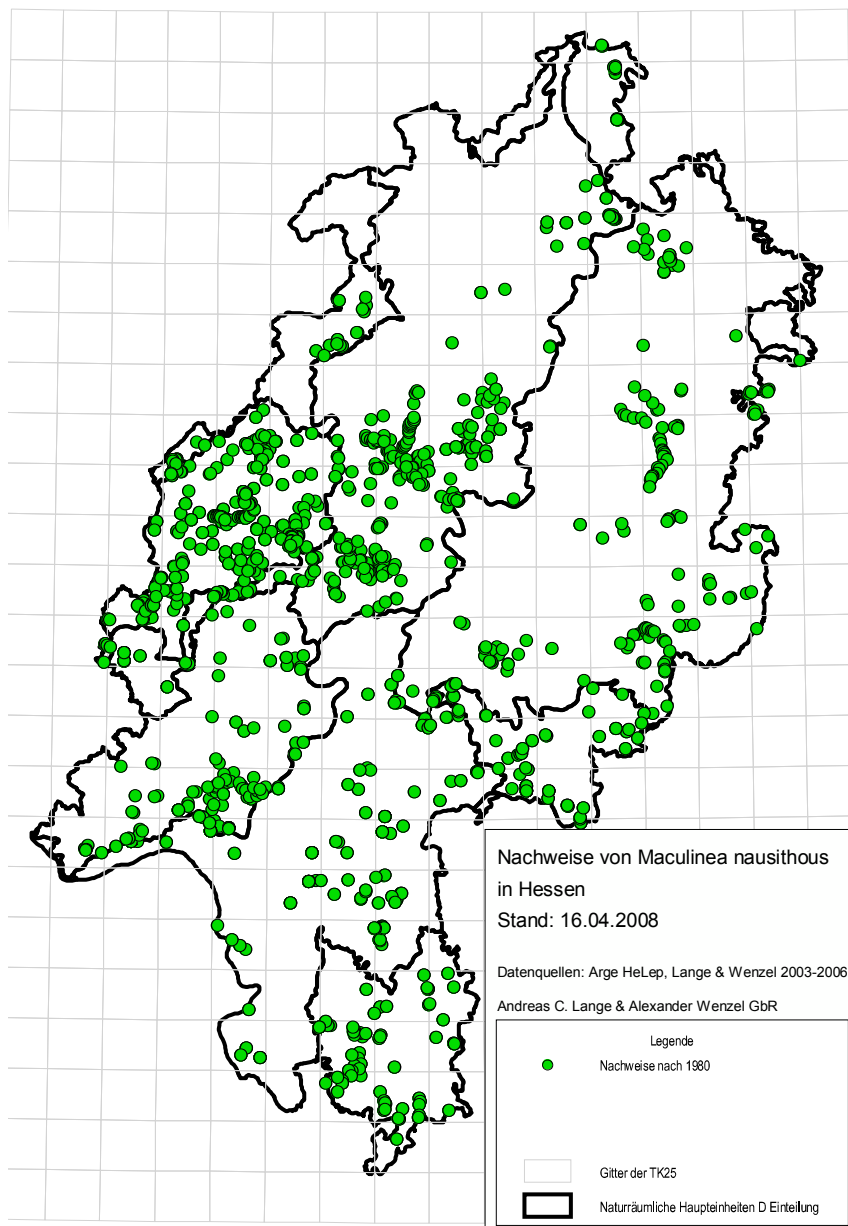 Nachweise von Maculinea nausithous
in Hessen
Stand: 16.04.2008
Datenquellen: Arge HeLep, Lange & Wenzel 2003-2006
Andreas C. Lange & Alexander Wenzel GbR
Legende
Nachweise nach 1980
Gitter der TK25
Naturräumliche Haupteinheiten D Einteilung